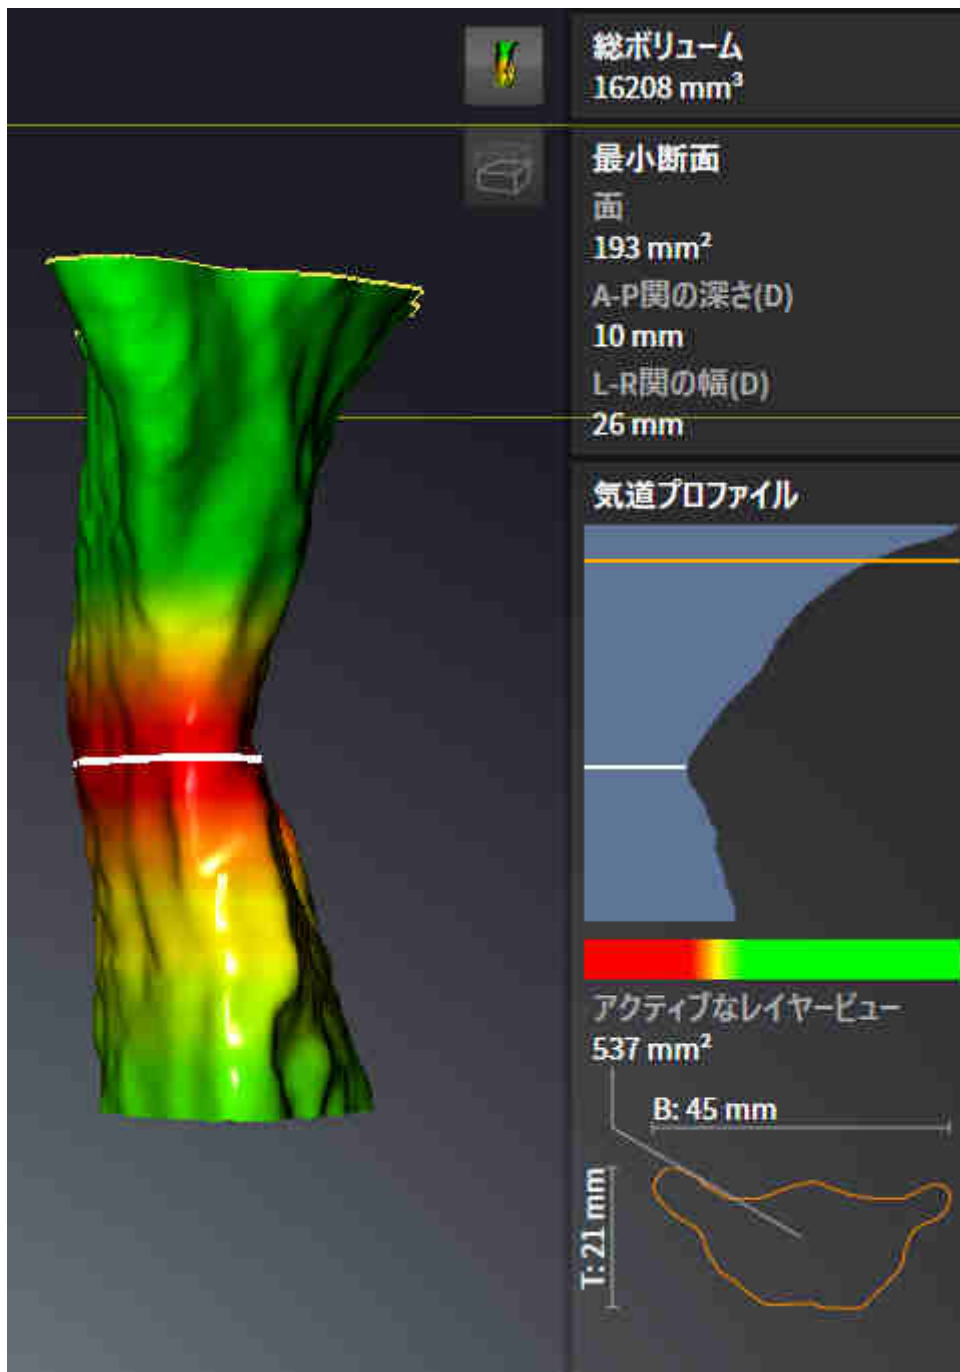 総ボリューム
16208 mm³
最小断面
面
193 mm²
A-P関の深さ(D)
10 mm
L-R関の幅(D)
26 mm
気道プロファイル
アクティブなレイヤービュー
537 mm²
B: 45 mm
T: 21 mm